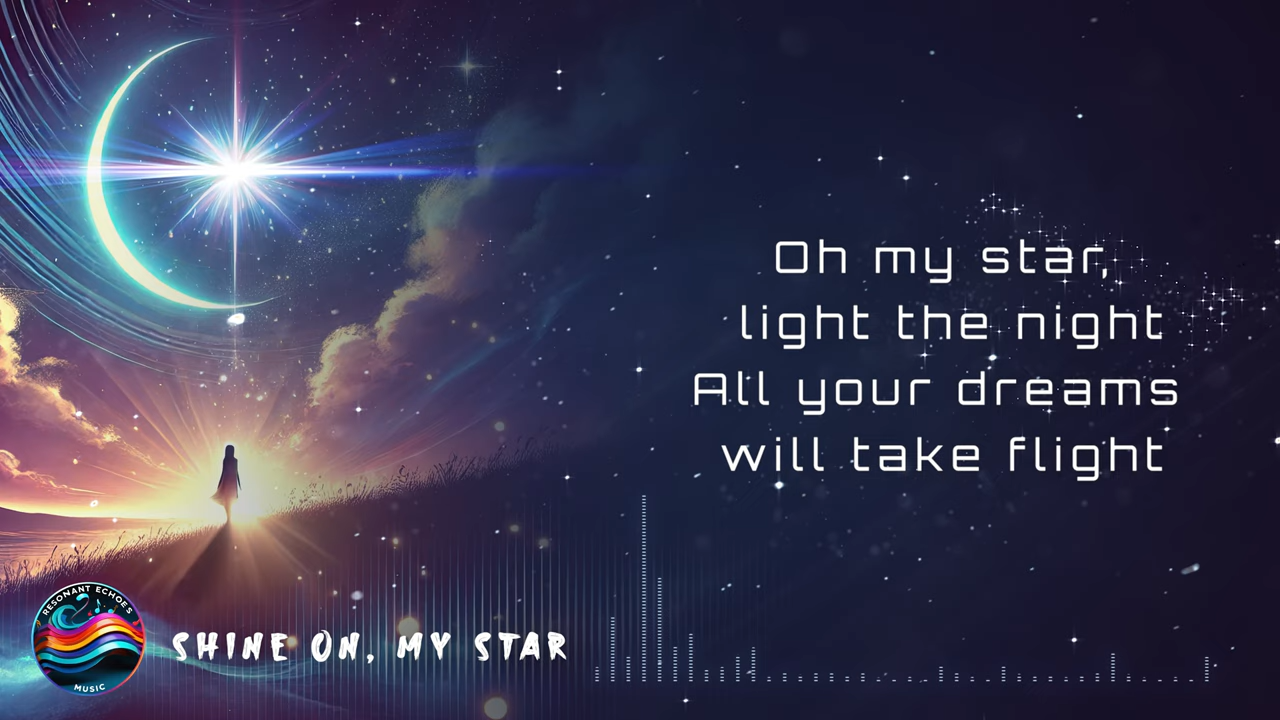 Oh my star,
light the night
All your dreams
will take flight
RESONANT ECHOES
MUSIC
SHINE ON, MY STAR